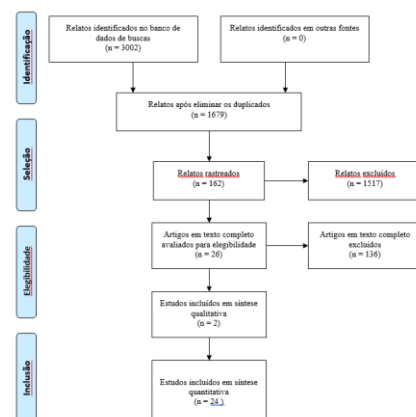 Identificação
Relatos identificados no banco de
dados de buscas
(n = 3002)
Relatos identificados em outras fontes
(n = 0)
Relatos após eliminar os duplicados
(n = 1679)
Seleção
Relatos rastreados
(n = 162)
Relatos excluídos
(n = 1517)
Elegibilidade
Artigos em texto completo
avaliados para elegibilidade
(n = 26)
Artigos em texto completo
excluídos
(n = 136)
Estudos incluídos em síntese
qualitativa
(n = 2)
Inclusão
Estudos incluídos em síntese
quantitativa
(n = 24 )